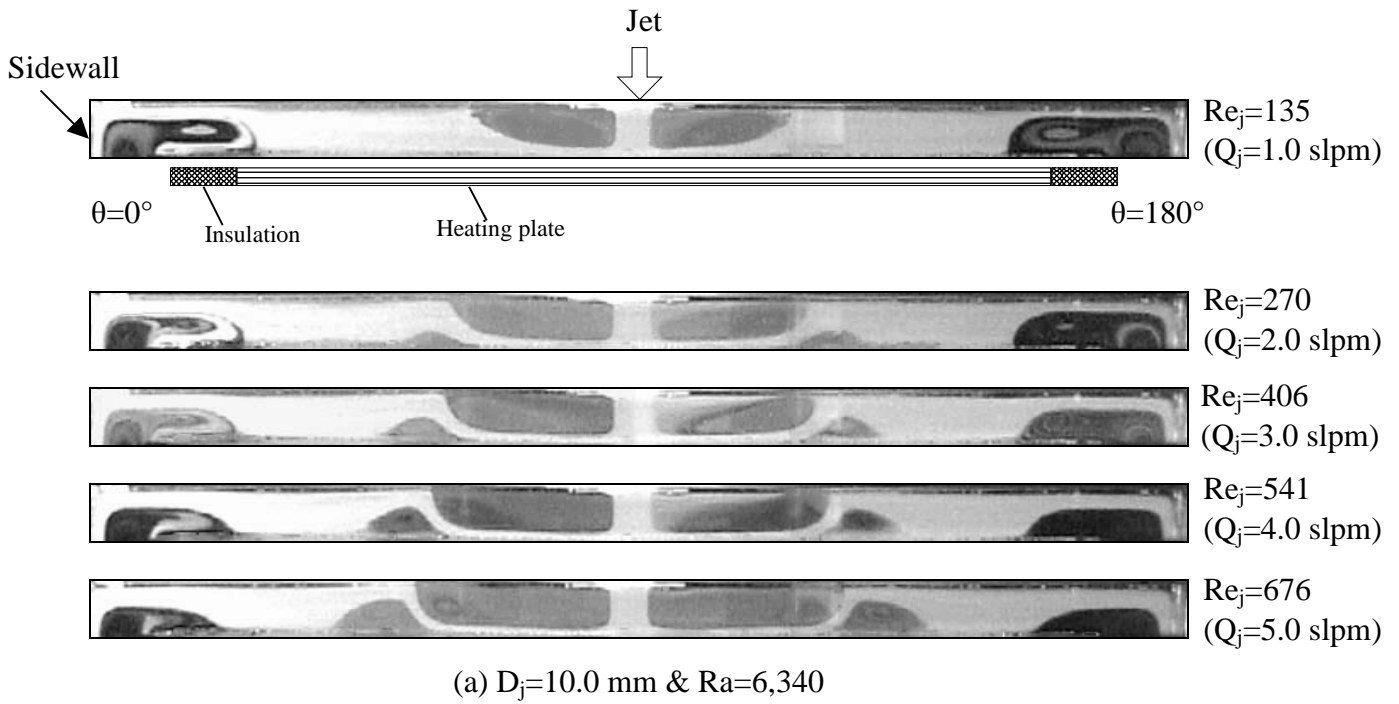 Jet
Sidewall
Re_j=135
(Q_j=1.0 slpm)
θ=0°
θ=180°
Insulation
Heating plate
Re_j=270
(Q_j=2.0 slpm)
Re_j=406
(Q_j=3.0 slpm)
Re_j=541
(Q_j=4.0 slpm)
Re_j=676
(Q_j=5.0 slpm)
(a) D_j=10.0 mm & Ra=6,340